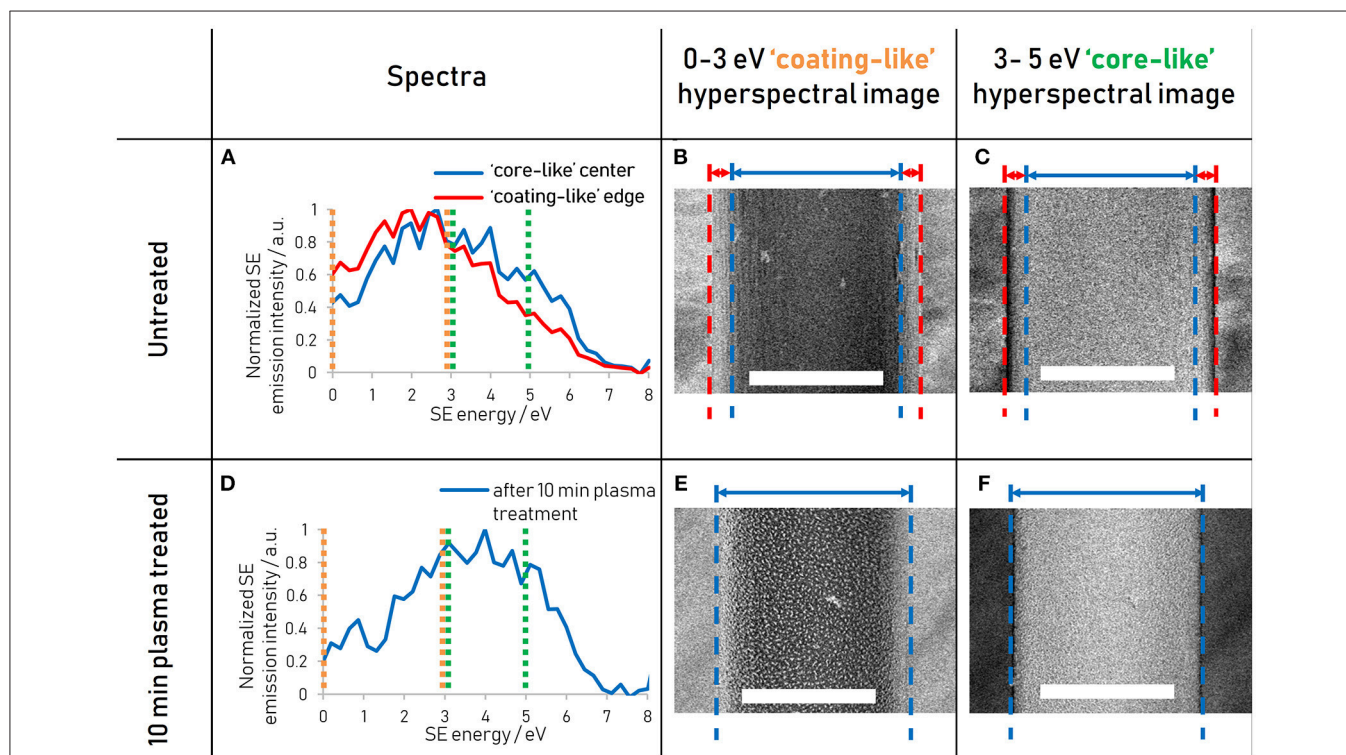 Spectra
0-3 eV 'coating-like'
hyperspectral image
3- 5 eV 'core-like'
hyperspectral image
Untreated
A
'core-like' center
'coating-like' edge
Normalized SE
emission intensity / a.u.
1
0.8
0.6
0.4
0.2
0
0 1 2 3 4 5 6 7 8
SE energy / eV
B
C
10 min plasma treated
D
after 10 min plasma
treatment
Normalized SE
emission intensity / a.u.
1
0.8
0.6
0.4
0.2
0
0 1 2 3 4 5 6 7 8
SE energy / eV
E
F